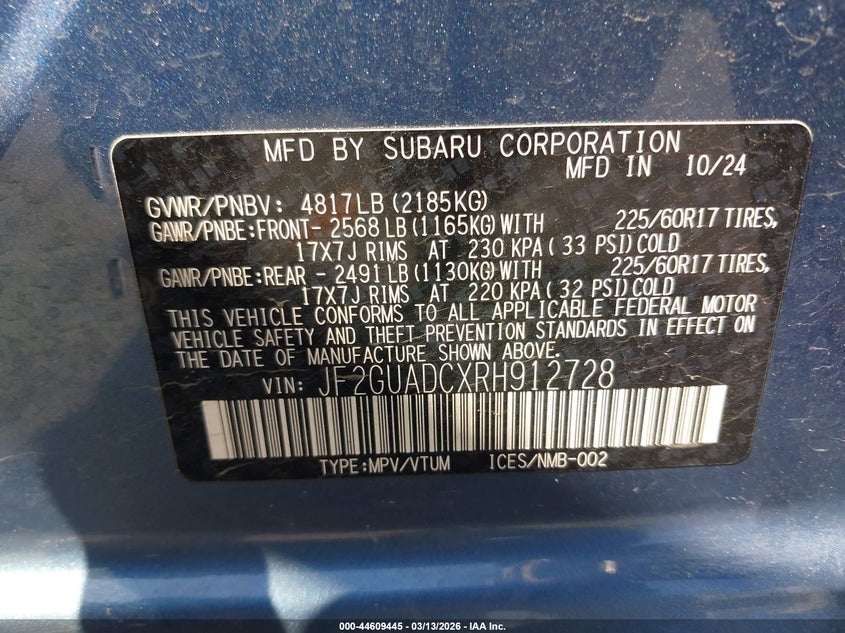 MFD BY SUBARU CORPORATION
MFD IN 10/24
GVWR/PNBV: 4817LB(2185KG)
GAWR/PNBE:FRONT- 2568LB(1165KG)WITH 225/60R17 TIRES,
17X7J RIMS AT 230 KPA(33 PSI)COLD
GAWR/PNBE:REAR - 2491LB(1130KG)WITH 225/60R17 TIRES,
17X7J RIMS AT 220 KPA(32 PSI)COLD
THIS VEHICLE CONFORMS TO ALL APPLICABLE FEDERAL MOTOR
VEHICLE SAFETY AND THEFT PREVENTION STANDARDS IN EFFECT ON
THE DATE OF MANUFACTURE SHOWN ABOVE.
VIN: JF2GUADCXRH912728
TYPE:MPV/VTUM ICES/NMB-002
000-44609445 - 03/13/2026 - IAA Inc.